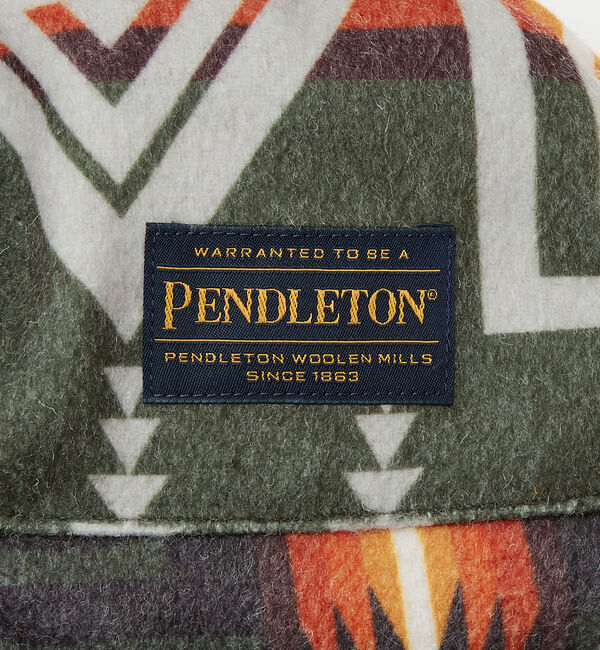 WARRANTED TO BE A
PENDLETON®
PENDLETON WOOLEN MILLS
SINCE 1863